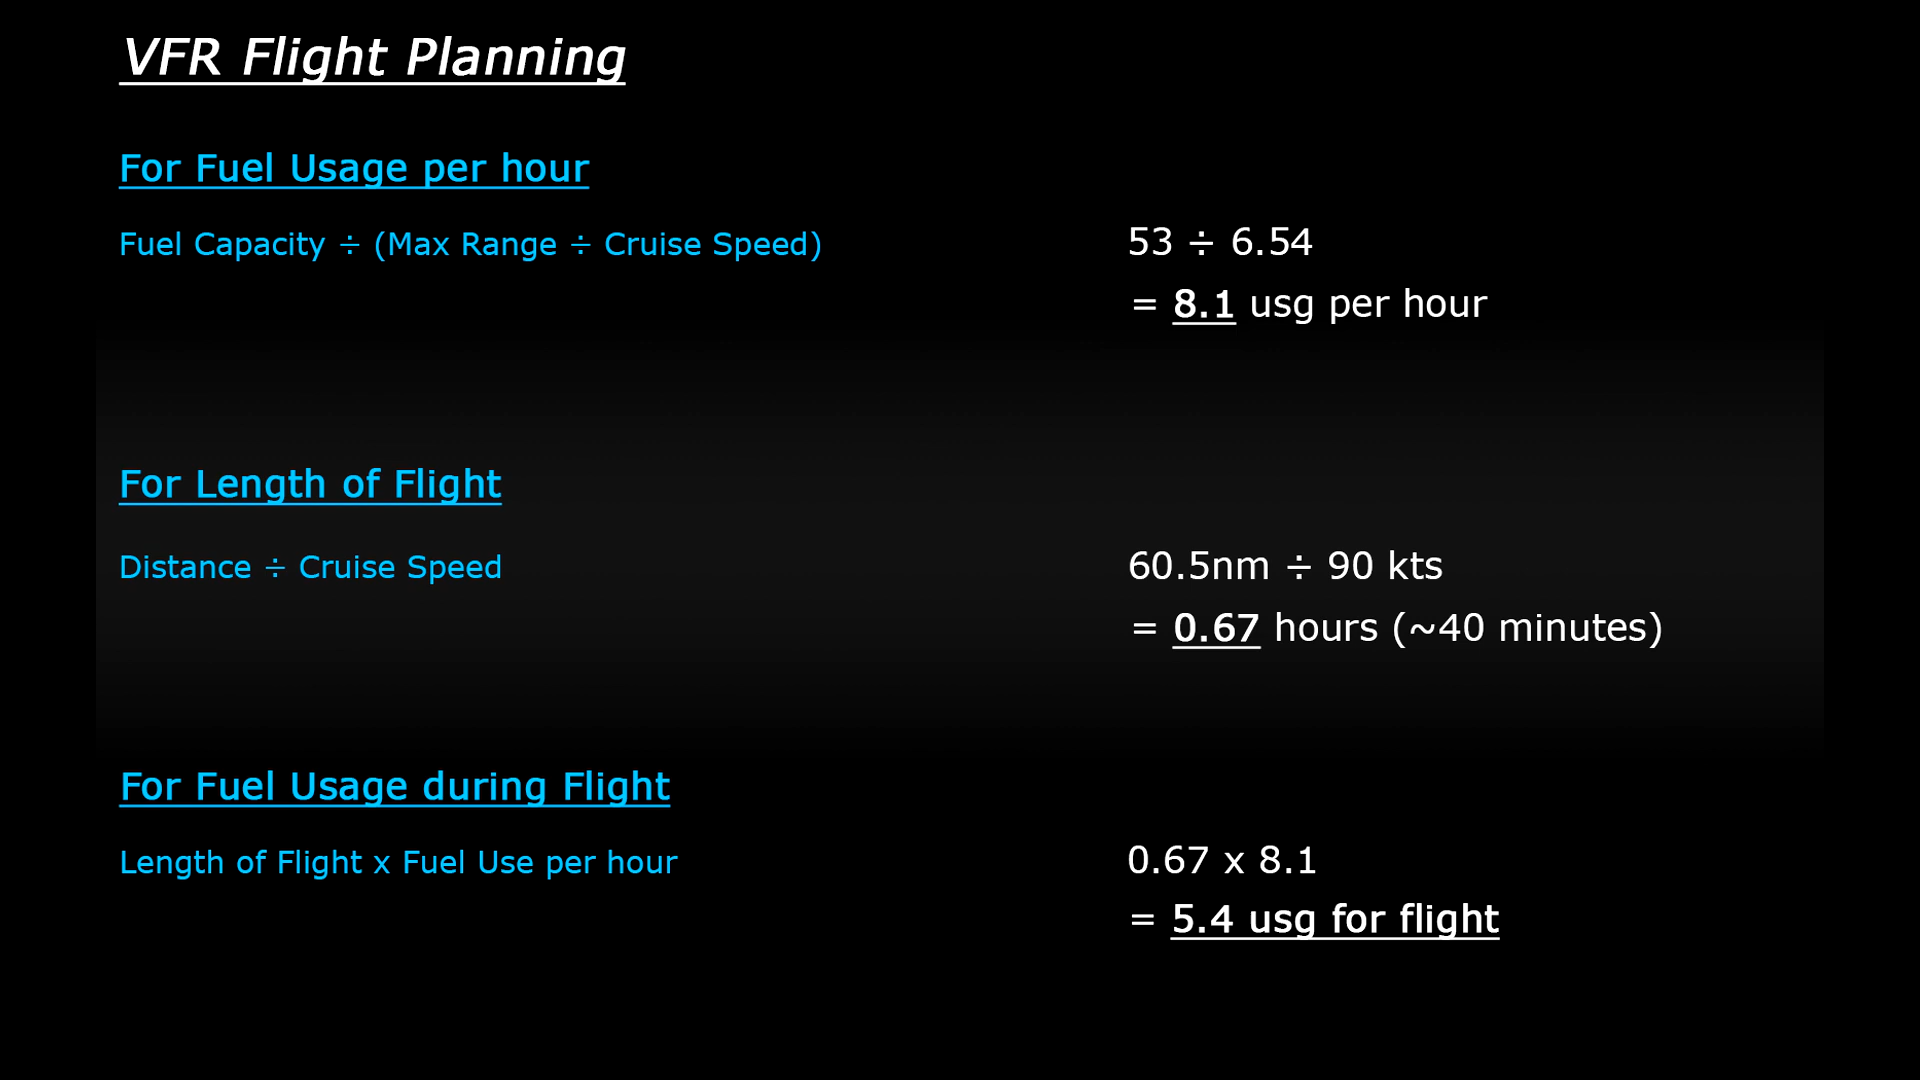 VFR Flight Planning
For Fuel Usage per hour
Fuel Capacity ÷ (Max Range ÷ Cruise Speed)
53 ÷ 6.54
= 8.1 usg per hour
For Length of Flight
Distance ÷ Cruise Speed
60.5nm ÷ 90 kts
= 0.67 hours (~40 minutes)
For Fuel Usage during Flight
Length of Flight x Fuel Use per hour
0.67 x 8.1
= 5.4 usg for flight